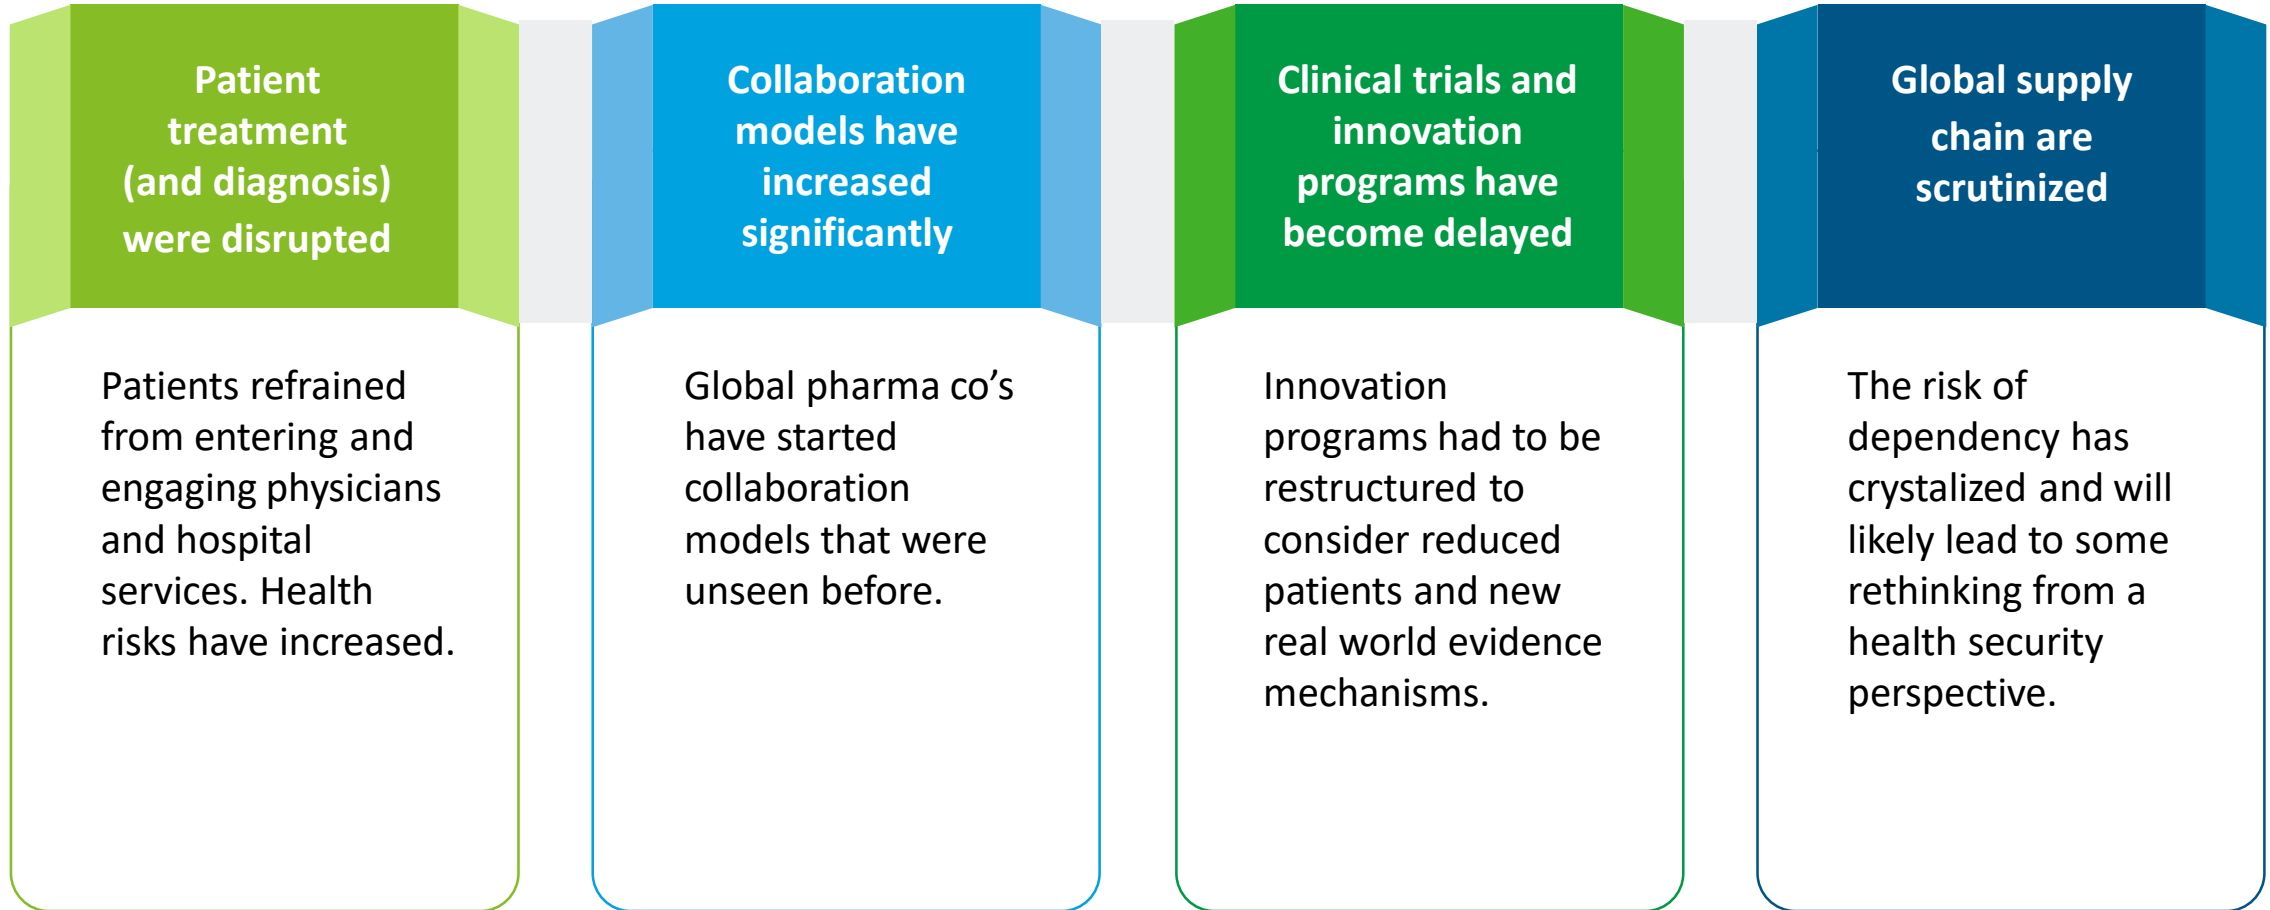 Patient
treatment
(and diagnosis)
were disrupted
Patients refrained
from entering and
engaging physicians
and hospital
services. Health
risks have increased.
Collaboration
models have
increased
significantly
Global pharma co’s
have started
collaboration
models that were
unseen before.
Clinical trials and
innovation
programs have
become delayed
Innovation
programs had to be
restructured to
consider reduced
patients and new
real world evidence
mechanisms.
Global supply
chain are
scrutinized
The risk of
dependency has
crystalized and will
likely lead to some
rethinking from a
health security
perspective.